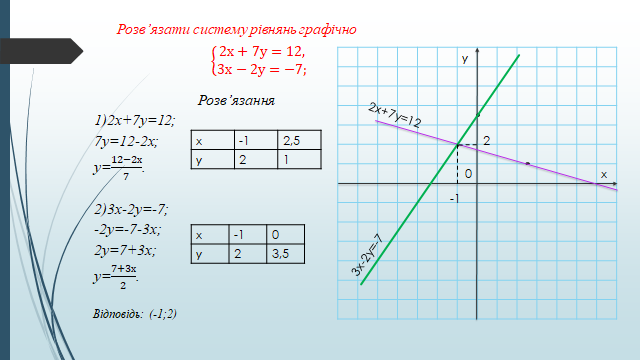 Розв’язати систему рівнянь графічно
{2x + 7y = 12,
3x − 2y = −7;
Розв’язання
1)2x+7y=12;
7y=12-2x;
y=(12−2x)/7.
x -1 2,5
y 2 1
2)3x-2y=-7;
-2y=-7-3x;
2y=7+3x;
y=(7+3x)/2.
x -1 0
y 2 3,5
Відповідь: (-1;2)
y
2x+7y=12
2
0
x
-1
3x-2y=-7